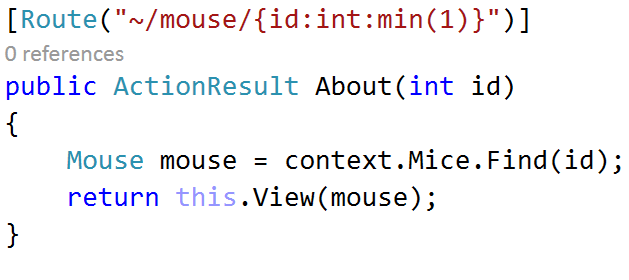 [Route("~/mouse/{id:int:min(1)}")]
0 references
public ActionResult About(int id)
{
    Mouse mouse = context.Mice.Find(id);
    return this.View(mouse);
}